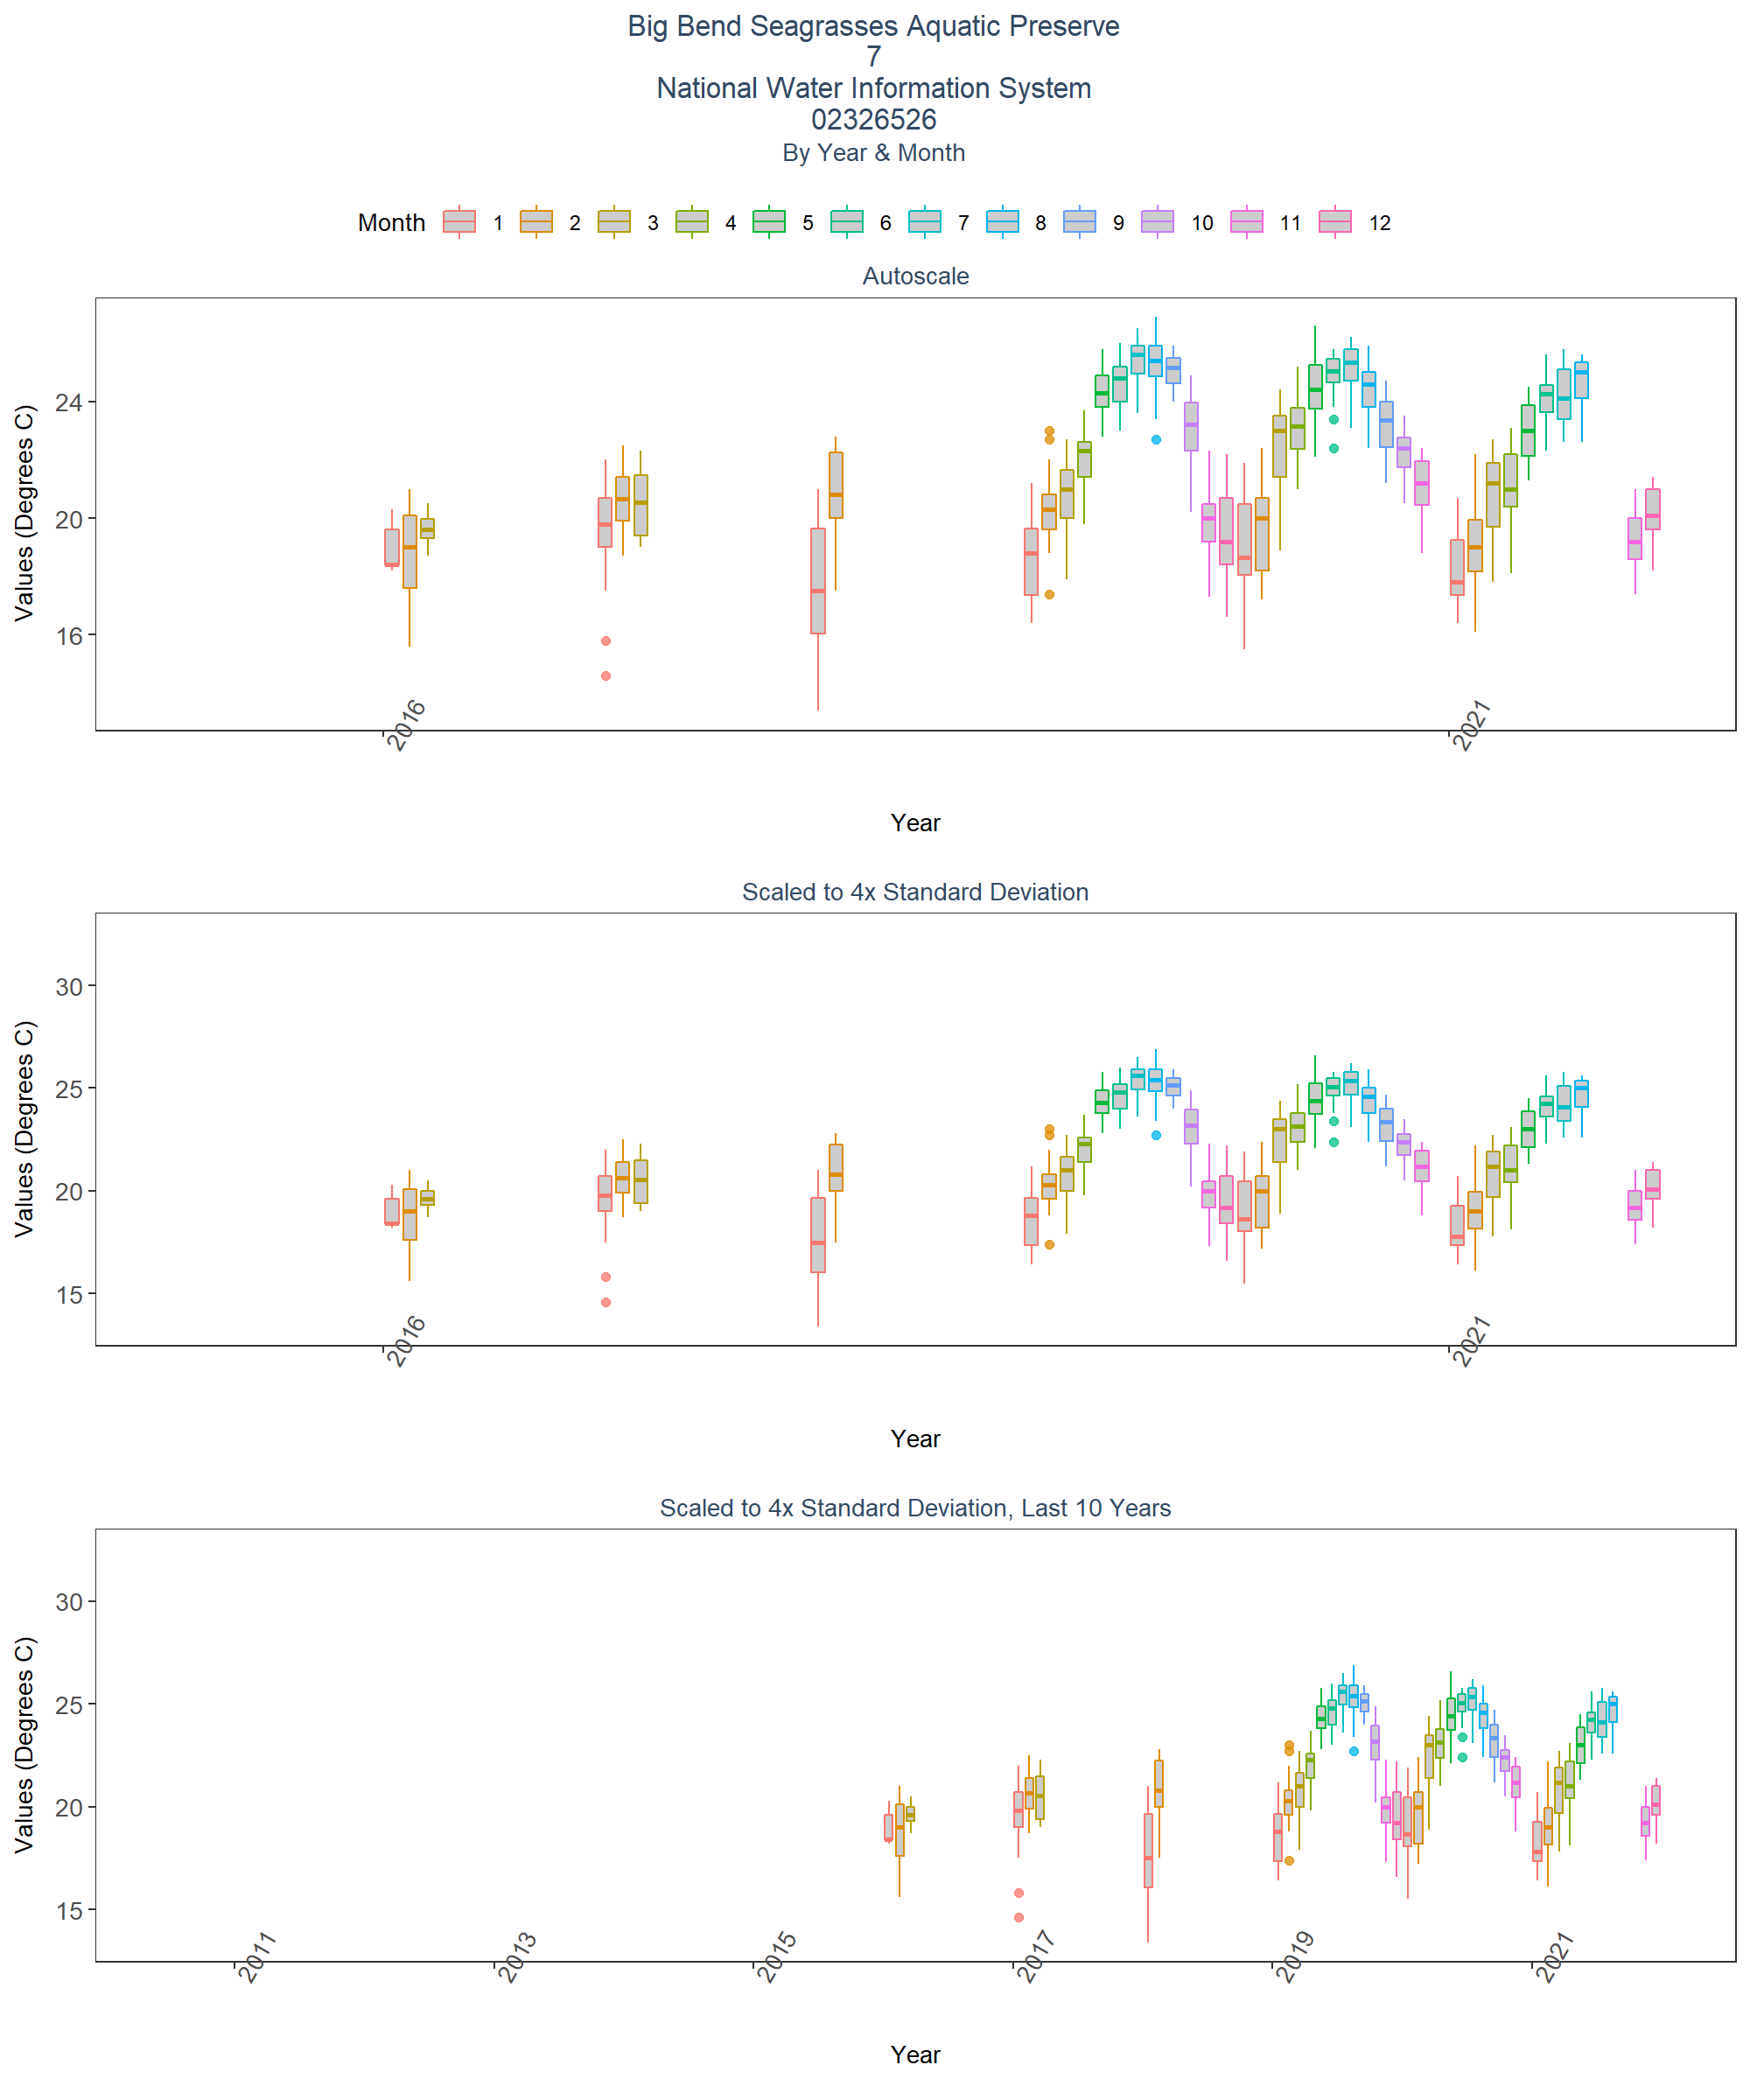 Big Bend Seagrasses Aquatic Preserve
7
National Water Information System
02326526
By Year & Month
Month 1 2 3 4 5 6 7 8 9 10 11 12
Autoscale
Values (Degrees C)
24
20
16
2016 2021
Year
Scaled to 4x Standard Deviation
Values (Degrees C)
30
25
20
15
2016 2021
Year
Scaled to 4x Standard Deviation, Last 10 Years
Values (Degrees C)
30
25
20
15
2011 2013 2015 2017 2019 2021
Year